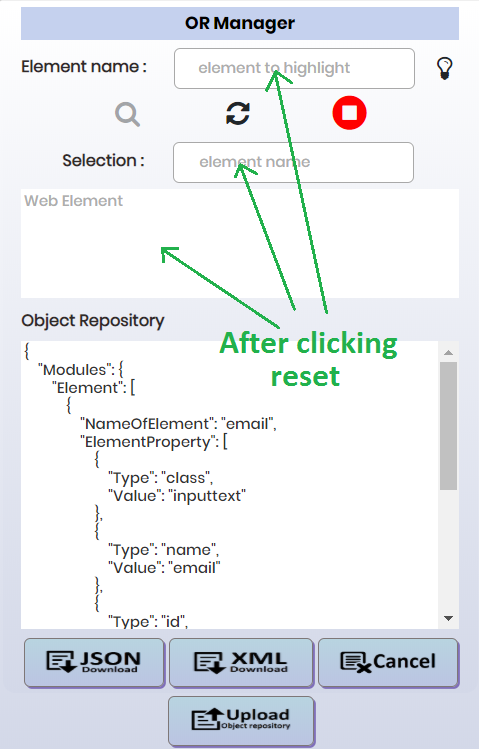 OR Manager
Element name :
element to highlight
Selection :
element name
Web Element
Object Repository
After clicking
reset
{
"Modules": {
"Element": [
{
"NameOfElement": "email",
"ElementProperty": [
{
"Type": "class",
"Value": "inputtext"
},
{
"Type": "name",
"Value": "email"
},
{
"Type": "id",
JSON
Download
XML
Download
Cancel
Upload
Object repository